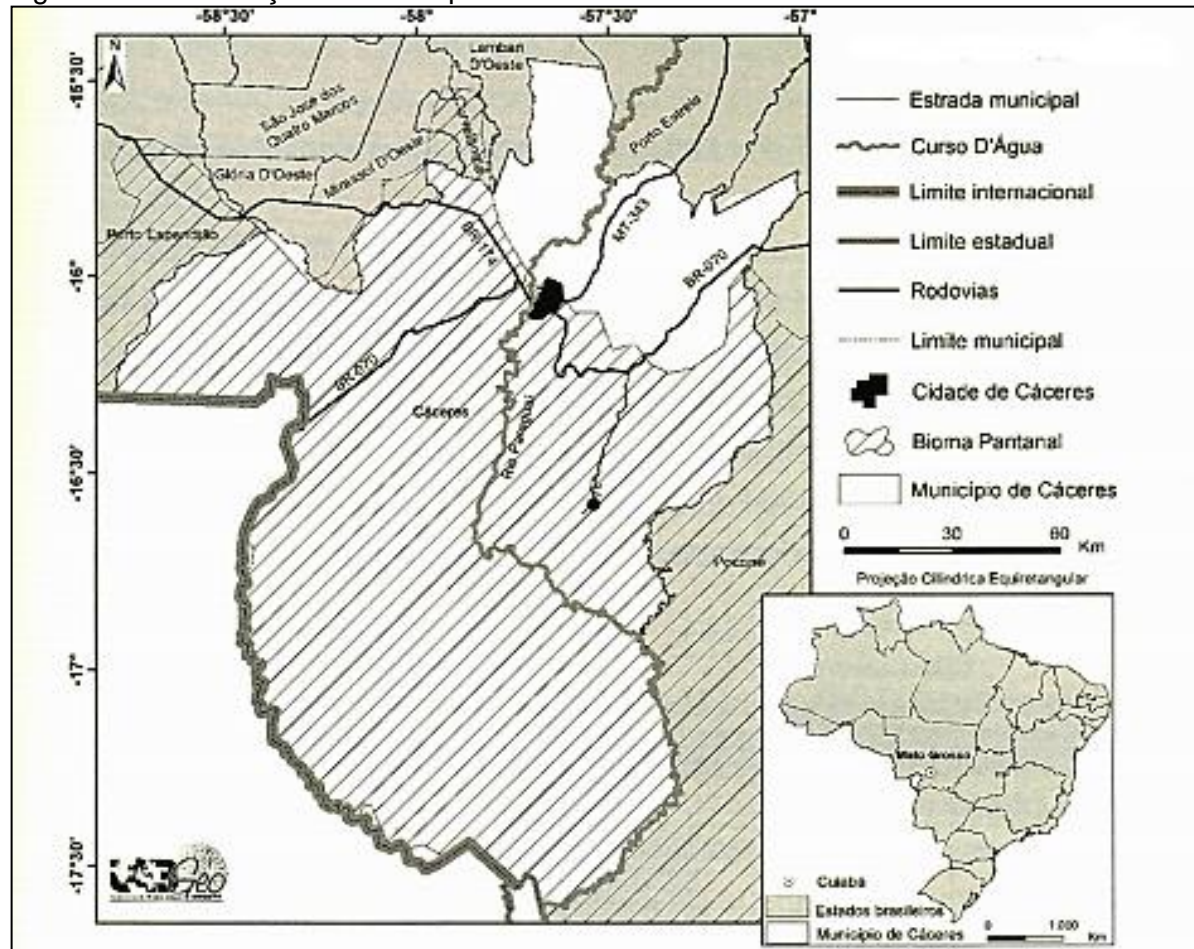 -58°30'
-58°
-57°30'
-57°
N
-15°30'
-16°
-16°30'
-17°
-17°30'
Lambari
D'Oeste
São José dos
Quatro Marcos
Porto Estrela
Glória D'Oeste
Mirassol D'Oeste
Porto Esperidião
BR-174
MT-343
BR-070
BR-070
Cáceres
Rio Paraguai
Poconé
Estrada municipal
Curso D'Água
Limite internacional
Limite estadual
Rodovias
Limite municipal
Cidade de Cáceres
Bioma Pantanal
Município de Cáceres
0 30 60
Km
Projeção Cilíndrica Equiretangular
Mato Grosso
Cuiabá
Estados brasileiros
Município de Cáceres
0 1.000
Km
Geo